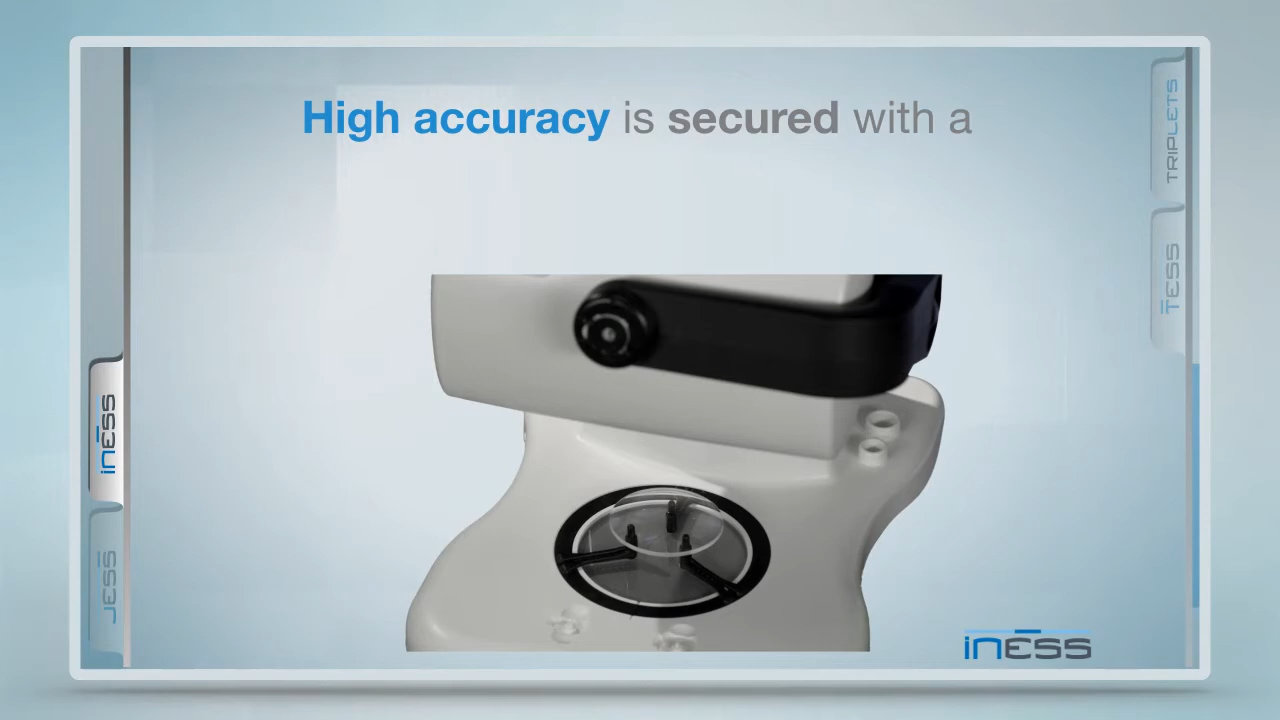 High accuracy is secured with a
TRIPLETS
TESS
inESS
JESS
inESS